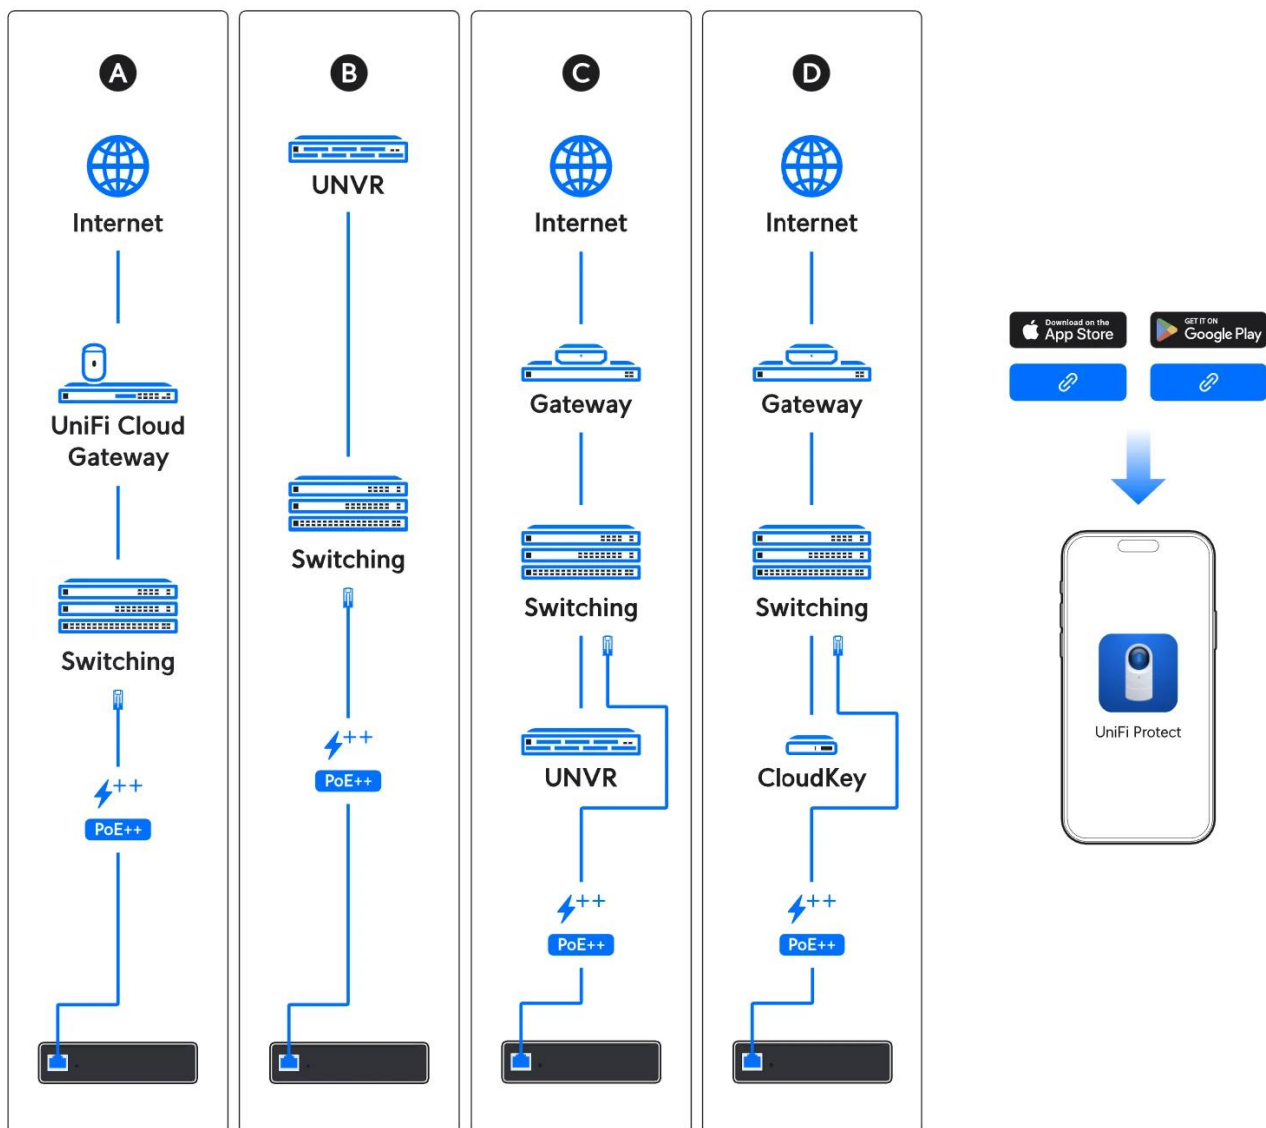 A
Internet
UniFi Cloud
Gateway
Switching
++
PoE++
B
UNVR
Switching
++
PoE++
C
Internet
Gateway
Switching
UNVR
++
PoE++
D
Internet
Gateway
Switching
CloudKey
++
PoE++
Download on the
App Store
GET IT ON
Google Play
UniFi Protect